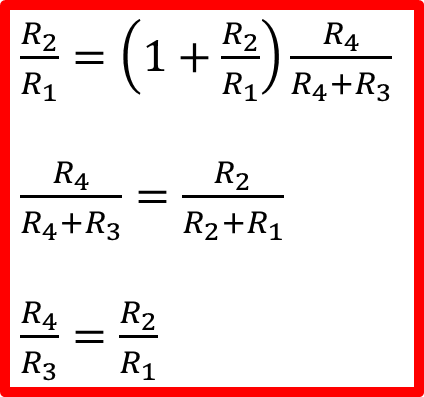 R₂/R₁ = (1 + R₂/R₁) R₄/(R₄+R₃)
R₄/(R₄+R₃) = R₂/(R₂+R₁)
R₄/R₃ = R₂/R₁